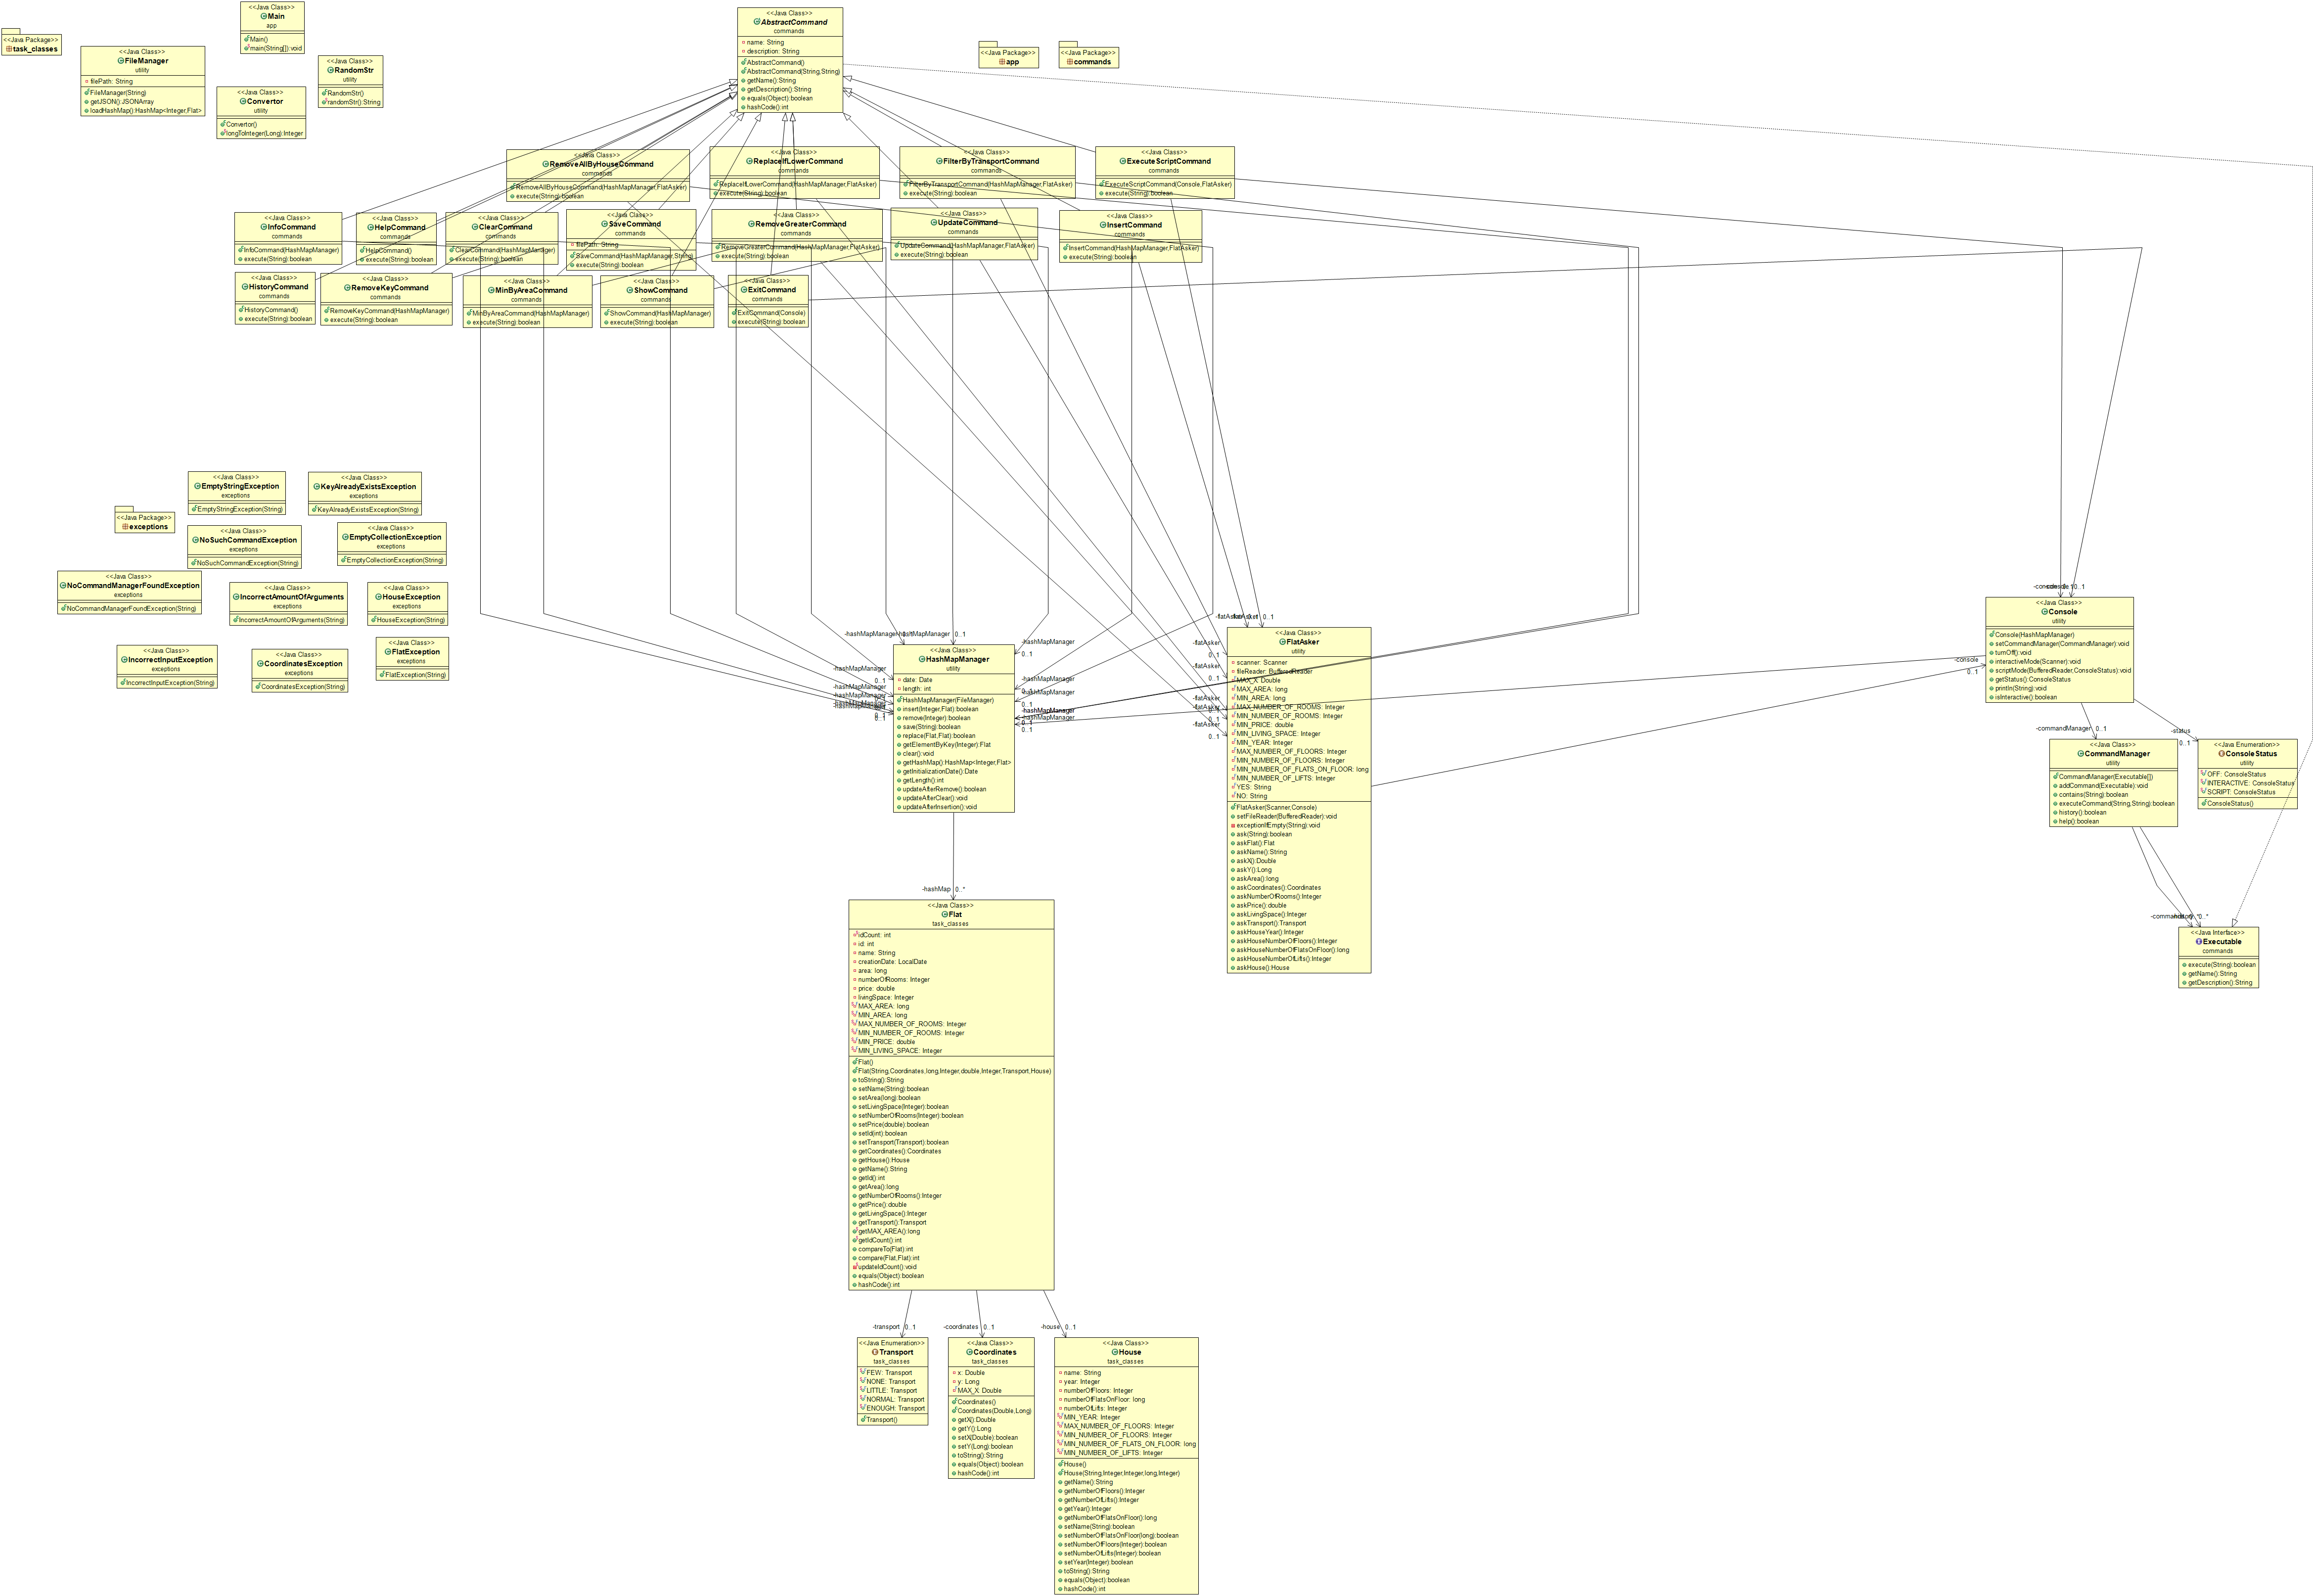 <<Java Package>>
task_classes
<<Java Class>>
FileManager
utility
filePath: String
FileManager(String)
getJSON():JSONArray
loadHashMap():HashMap<Integer,Flat>
<<Java Class>>
Main
app
Main()
main(String[]):void
<<Java Class>>
Convertor
utility
Convertor()
longToInteger(Long):Integer
<<Java Class>>
RandomStr
utility
RandomStr()
randomStr():String
<<Java Class>>
AbstractCommand
commands
name: String
description: String
AbstractCommand()
AbstractCommand(String,String)
getName():String
getDescription():String
equals(Object):boolean
hashCode():int
<<Java Package>>
app
<<Java Package>>
commands
<<Java Class>>
RemoveAllByHouseCommand
commands
RemoveAllByHouseCommand(HashMapManager,FlatAsker)
execute(String):boolean
<<Java Class>>
ReplaceIfLowerCommand
commands
ReplaceIfLowerCommand(HashMapManager,FlatAsker)
execute(String):boolean
<<Java Class>>
FilterByTransportCommand
commands
FilterByTransportCommand(HashMapManager,FlatAsker)
execute(String):boolean
<<Java Class>>
ExecuteScriptCommand
commands
ExecuteScriptCommand(Console,FlatAsker)
execute(String):boolean
<<Java Class>>
InfoCommand
commands
InfoCommand(HashMapManager)
execute(String):boolean
<<Java Class>>
HelpCommand
commands
HelpCommand()
execute(String):boolean
<<Java Class>>
ClearCommand
commands
ClearCommand(HashMapManager)
execute(String):boolean
<<Java Class>>
SaveCommand
commands
filePath: String
SaveCommand(HashMapManager,String)
execute(String):boolean
<<Java Class>>
RemoveGreaterCommand
commands
RemoveGreaterCommand(HashMapManager,FlatAsker)
execute(String):boolean
<<Java Class>>
UpdateCommand
commands
UpdateCommand(HashMapManager,FlatAsker)
execute(String):boolean
<<Java Class>>
InsertCommand
commands
InsertCommand(HashMapManager,FlatAsker)
execute(String):boolean
<<Java Class>>
HistoryCommand
commands
HistoryCommand()
execute(String):boolean
<<Java Class>>
RemoveKeyCommand
commands
RemoveKeyCommand(HashMapManager)
execute(String):boolean
<<Java Class>>
MinByAreaCommand
commands
MinByAreaCommand(HashMapManager)
execute(String):boolean
<<Java Class>>
ShowCommand
commands
ShowCommand(HashMapManager)
execute(String):boolean
<<Java Class>>
ExitCommand
commands
ExitCommand(Console)
execute(String):boolean
<<Java Class>>
EmptyStringException
exceptions
EmptyStringException(String)
<<Java Class>>
KeyAlreadyExistsException
exceptions
KeyAlreadyExistsException(String)
<<Java Package>>
exceptions
<<Java Class>>
NoSuchCommandException
exceptions
NoSuchCommandException(String)
<<Java Class>>
EmptyCollectionException
exceptions
EmptyCollectionException(String)
<<Java Class>>
NoCommandManagerFoundException
exceptions
NoCommandManagerFoundException(String)
<<Java Class>>
IncorrectAmountOfArguments
exceptions
IncorrectAmountOfArguments(String)
<<Java Class>>
HouseException
exceptions
HouseException(String)
<<Java Class>>
IncorrectInputException
exceptions
IncorrectInputException(String)
<<Java Class>>
CoordinatesException
exceptions
CoordinatesException(String)
<<Java Class>>
FlatException
exceptions
FlatException(String)
-hashMapManager
0..1
-hashMapManager
0..1
-hashMapManager
0..1
-hashMapManager
-hashMapManager
-hashMapManager
0..1
-hashMapManager
-hashMapManager
-hashMapManager
0..1
<<Java Class>>
HashMapManager
utility
date: Date
length: int
HashMapManager(FileManager)
insert(Integer,Flat):boolean
remove(Integer):boolean
save(String):boolean
replace(Flat,Flat):boolean
getElementByKey(Integer):Flat
clear():void
getHashMap():HashMap<Integer,Flat>
getInitializationDate():Date
getLength():int
updateAfterRemove():boolean
updateAfterClear():void
updateAfterInsertion():void
-flatAsker
0..1
-flatAsker
0..1
-flatAsker
0..1
-flatAsker
0..1
-flatAsker
0..1
<<Java Class>>
FlatAsker
utility
scanner: Scanner
fileReader: BufferedReader
MAX_X: Double
MAX_AREA: long
MIN_AREA: long
MAX_NUMBER_OF_ROOMS: Integer
MIN_NUMBER_OF_ROOMS: Integer
MIN_PRICE: double
MIN_LIVING_SPACE: Integer
MIN_YEAR: Integer
MAX_NUMBER_OF_FLOORS: Integer
MIN_NUMBER_OF_FLOORS: Integer
MIN_NUMBER_OF_FLATS_ON_FLOOR: long
MIN_NUMBER_OF_LIFTS: Integer
YES: String
NO: String
FlatAsker(Scanner,Console)
setFileReader(BufferedReader):void
exceptionIfEmpty(String):void
ask(String):boolean
askFlat():Flat
askName():String
askX():Double
askY():Long
askArea():long
askCoordinates():Coordinates
askNumberOfRooms():Integer
askPrice():double
askLivingSpace():Integer
askTransport():Transport
askHouseYear():Integer
askHouseNumberOfFloors():Integer
askHouseNumberOfFlatsOnFloor():long
askHouseNumberOfLifts():Integer
askHouse():House
-console
0..1
-console
0..1
<<Java Class>>
Console
utility
Console(HashMapManager)
setCommandManager(CommandManager):void
turnOff():void
interactiveMode(Scanner):void
scriptMode(BufferedReader,ConsoleStatus):void
getStatus():ConsoleStatus
println(String):void
isInteractive():boolean
-commandManager
0..1
-status
0..1
<<Java Class>>
CommandManager
utility
CommandManager(Executable[])
addCommand(Executable):void
contains(String):boolean
executeCommand(String,String):boolean
history():boolean
help():boolean
<<Java Enumeration>>
ConsoleStatus
utility
OFF: ConsoleStatus
INTERACTIVE: ConsoleStatus
SCRIPT: ConsoleStatus
ConsoleStatus()
0..*
<<Java Interface>>
Executable
commands
execute(String):boolean
getName():String
getDescription():String
-hashMap
0..*
<<Java Class>>
Flat
task_classes
idCount: int
id: int
name: String
creationDate: LocalDate
area: long
numberOfRooms: Integer
price: double
livingSpace: Integer
MAX_AREA: long
MIN_AREA: long
MAX_NUMBER_OF_ROOMS: Integer
MIN_NUMBER_OF_ROOMS: Integer
MIN_PRICE: double
MIN_LIVING_SPACE: Integer
Flat()
Flat(String,Coordinates,long,Integer,double,Integer,Transport,House)
toString():String
setName(String):boolean
setArea(long):boolean
setLivingSpace(Integer):boolean
setNumberOfRooms(Integer):boolean
setPrice(double):boolean
setId(int):boolean
setTransport(Transport):boolean
getCoordinates():Coordinates
getHouse():House
getName():String
getId():int
getArea():long
getNumberOfRooms():Integer
getPrice():double
getLivingSpace():Integer
getTransport():Transport
getMAX_AREA():long
getIdCount():int
compareTo(Flat):int
compare(Flat,Flat):int
updateIdCount():void
equals(Object):boolean
hashCode():int
-transport
0..1
-coordinates
0..1
-house
0..1
<<Java Enumeration>>
Transport
task_classes
FEW: Transport
NONE: Transport
LITTLE: Transport
NORMAL: Transport
ENOUGH: Transport
Transport()
<<Java Class>>
Coordinates
task_classes
x: Double
y: Long
MAX_X: Double
Coordinates()
Coordinates(Double,Long)
getX():Double
getY():Long
setX(Double):boolean
setY(Long):boolean
toString():String
equals(Object):boolean
hashCode():int
<<Java Class>>
House
task_classes
name: String
year: Integer
numberOfFloors: Integer
numberOfFlatsOnFloor: long
numberOfLifts: Integer
MIN_YEAR: Integer
MAX_NUMBER_OF_FLOORS: Integer
MIN_NUMBER_OF_FLOORS: Integer
MIN_NUMBER_OF_FLATS_ON_FLOOR: long
MIN_NUMBER_OF_LIFTS: Integer
House()
House(String,Integer,Integer,long,Integer)
getName():String
getNumberOfFloors():Integer
getNumberOfLifts():Integer
getYear():Integer
getNumberOfFlatsOnFloor():long
setName(String):boolean
setNumberOfFlatsOnFloor(long):boolean
setNumberOfFloors(Integer):boolean
setNumberOfLifts(Integer):boolean
setYear(Integer):boolean
toString():String
equals(Object):boolean
hashCode():int